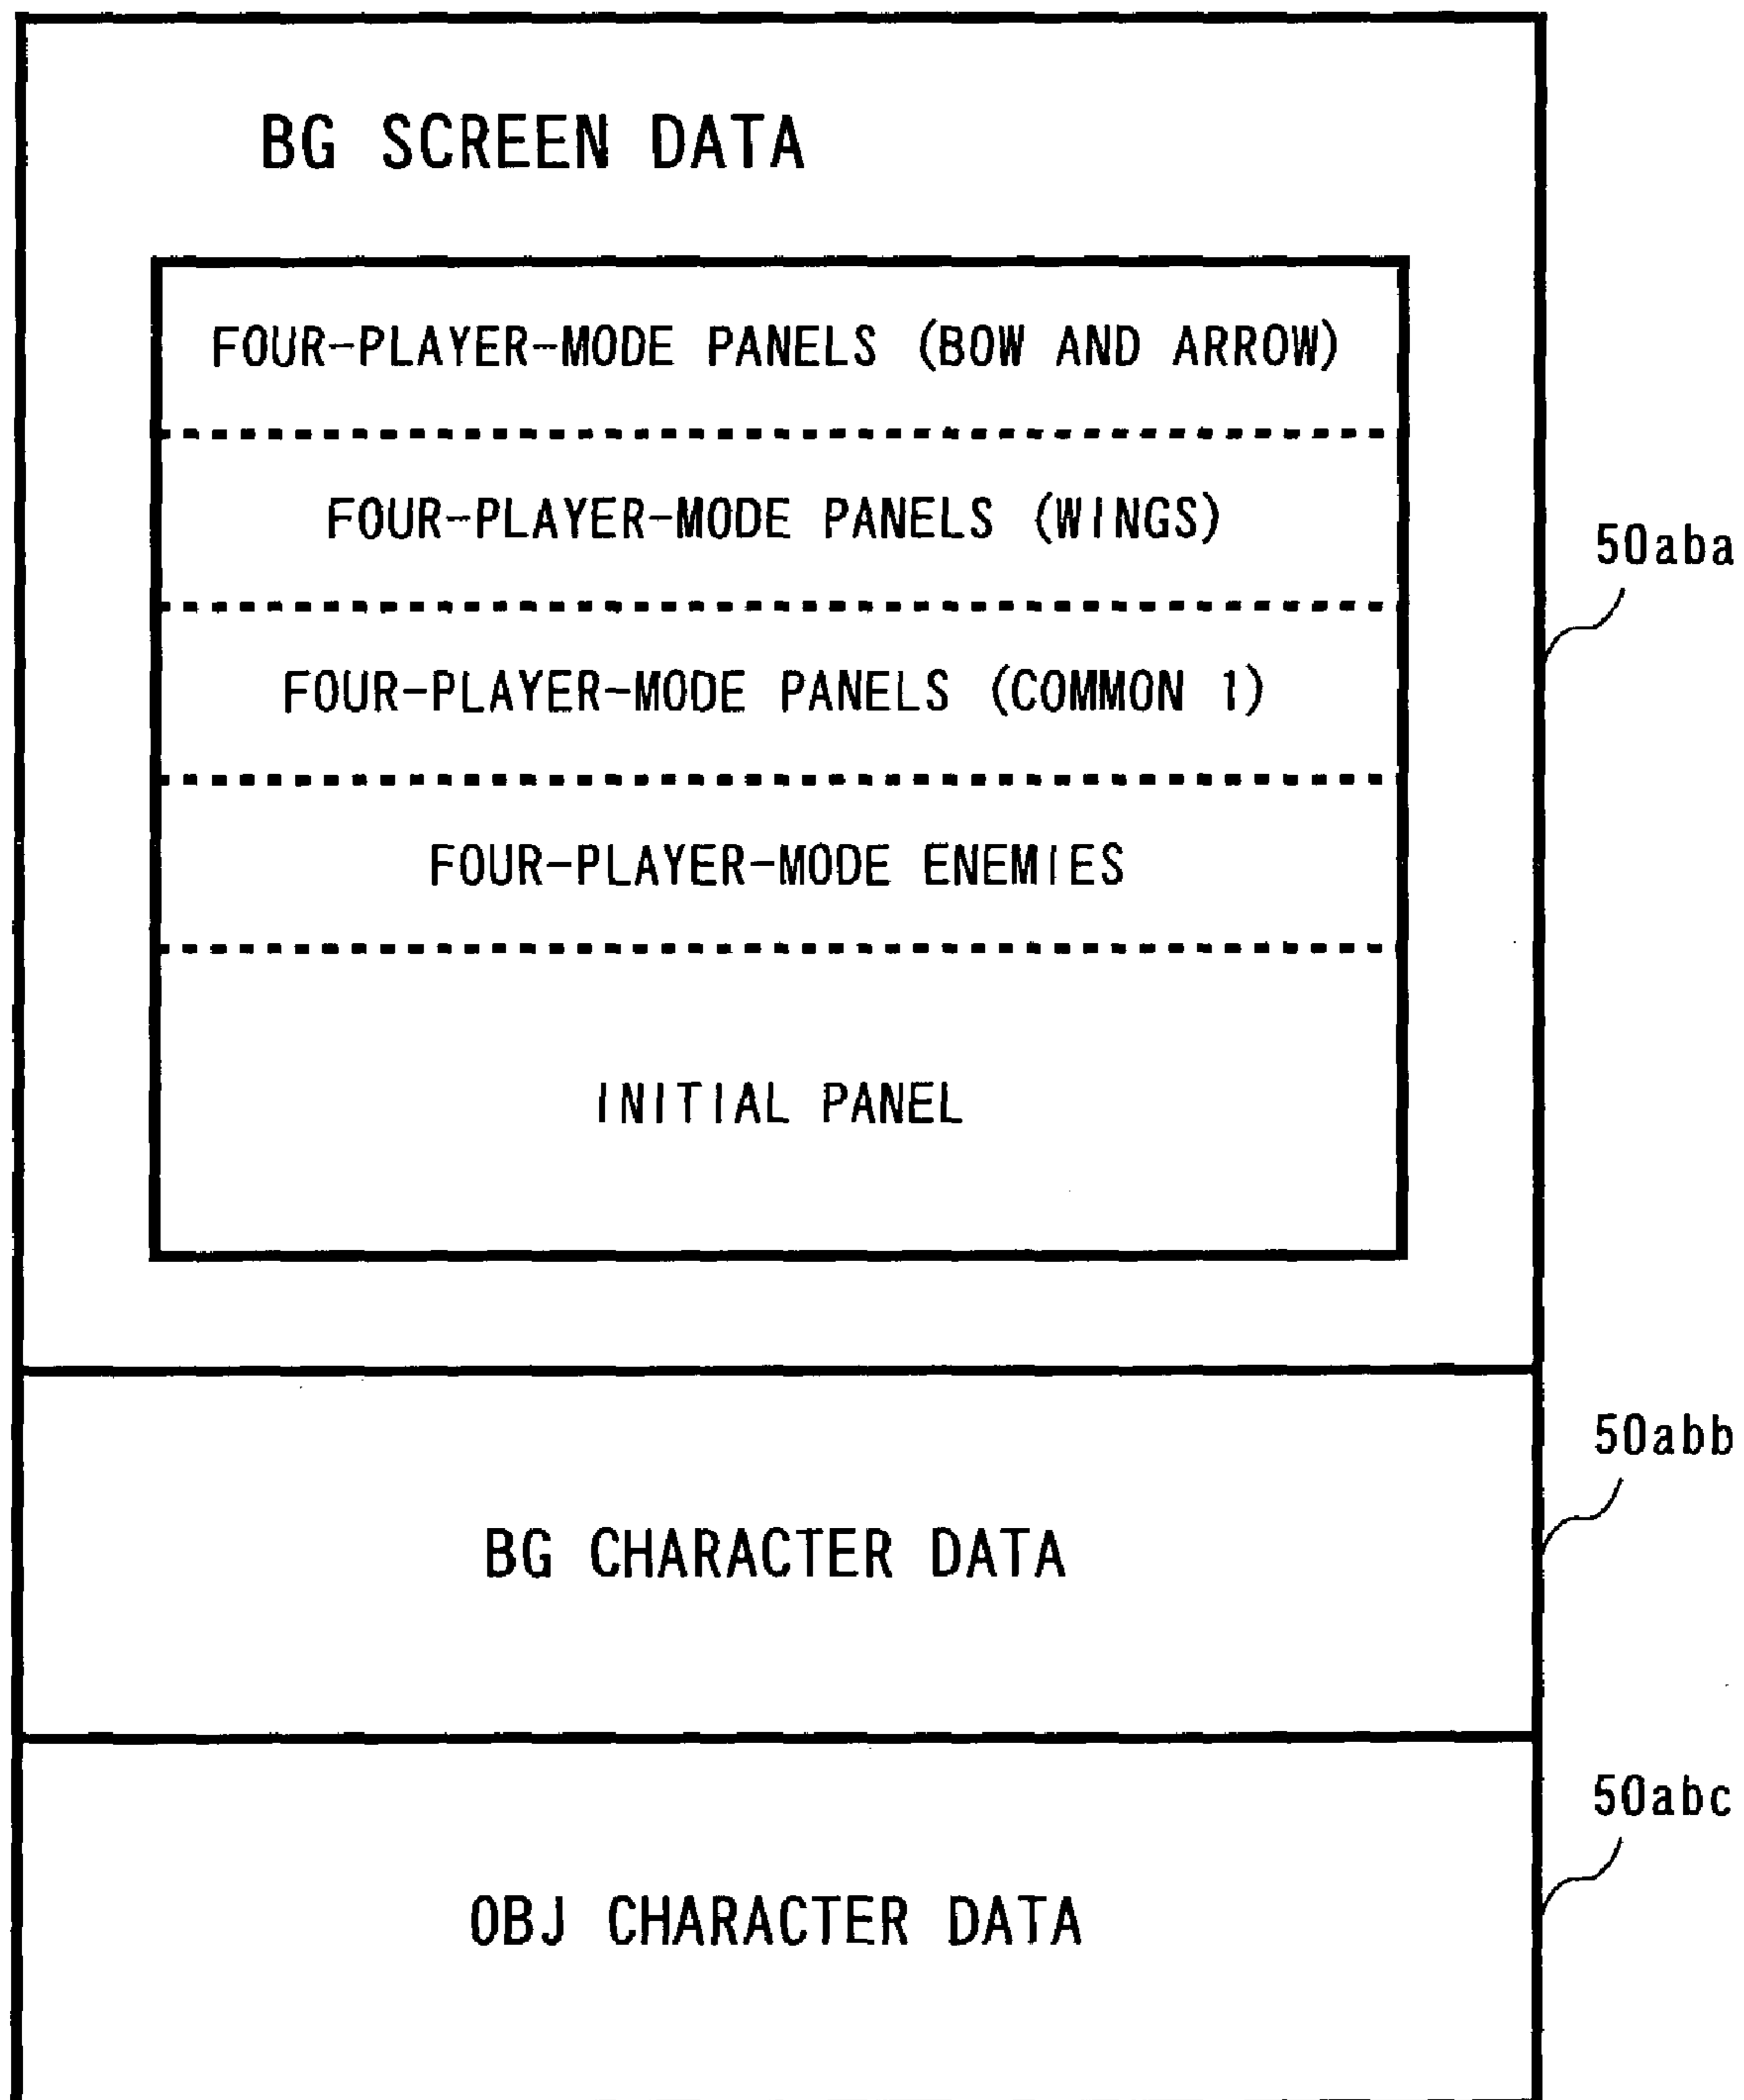 BG SCREEN DATA
FOUR-PLAYER-MODE PANELS (BOW AND ARROW)
FOUR-PLAYER-MODE PANELS (WINGS)
50aba
FOUR-PLAYER-MODE PANELS (COMMON 1)
FOUR-PLAYER-MODE ENEMIES
INITIAL PANEL
50abb
BG CHARACTER DATA
50abc
OBJ CHARACTER DATA